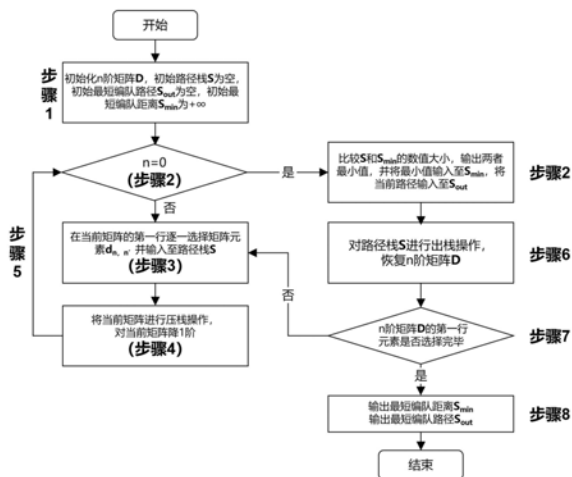 开始
步骤1
初始化n阶矩阵D，初始路径栈S为空，
初始最短编队路径Sout为空，初始最
短编队距离Smin为+∞
n=0
(步骤2)
是
否
比较S和Smin的数值大小，输出两者
最小值，并将最小值输入至Smin，将
当前路径输入至Sout
步骤2
在当前矩阵的第一行逐一选择矩阵元
素dn，n' 并输入至路径栈S
(步骤3)
步骤5
将当前矩阵进行压栈操作，
对当前矩阵降1阶
(步骤4)
对路径栈S进行出栈操作，
恢复n阶矩阵D
步骤6
否
n阶矩阵D的第一行
元素是否选择完毕
步骤7
是
输出最短编队距离Smin
输出最短编队路径Sout
步骤8
结束